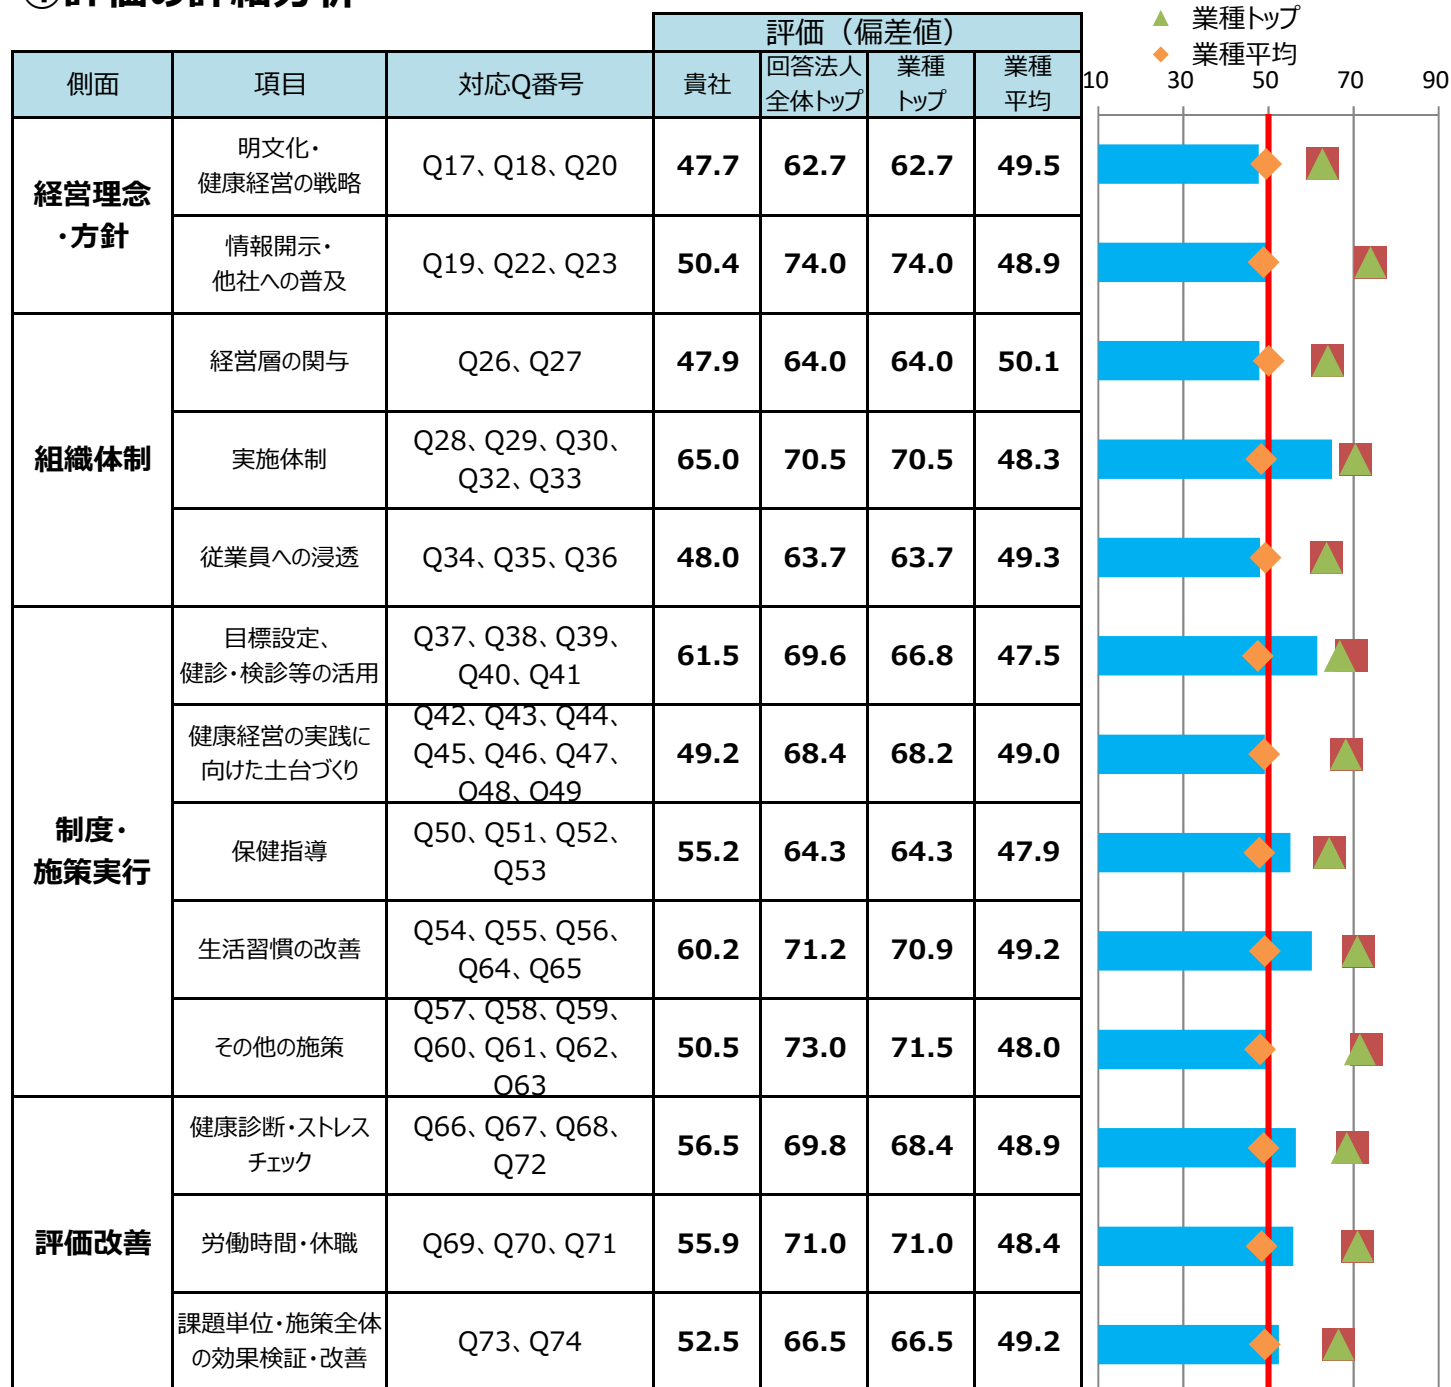 ①評価の詳細分析
▲ 業種トップ
◆ 業種平均
評価（偏差値）
側面 項目 対応Q番号 貴社 回答法人 業種 業種
全体トップ トップ 平均
10 30 50 70 90
経営理念
・方針
明文化・
健康経営の戦略
Q17、Q18、Q20 47.7 62.7 62.7 49.5
情報開示・
他社への普及
Q19、Q22、Q23 50.4 74.0 74.0 48.9
組織体制
経営層の関与 Q26、Q27 47.9 64.0 64.0 50.1
実施体制
Q28、Q29、Q30、
Q32、Q33
65.0 70.5 70.5 48.3
従業員への浸透 Q34、Q35、Q36 48.0 63.7 63.7 49.3
制度・
施策実行
目標設定、
健診・検診等の活用
Q37、Q38、Q39、
Q40、Q41
61.5 69.6 66.8 47.5
健康経営の実践に
向けた土台づくり
Q42、Q43、Q44、
Q45、Q46、Q47、
Q48、Q49
49.2 68.4 68.2 49.0
保健指導
Q50、Q51、Q52、
Q53
55.2 64.3 64.3 47.9
生活習慣の改善
Q54、Q55、Q56、
Q64、Q65
60.2 71.2 70.9 49.2
その他の施策
Q57、Q58、Q59、
Q60、Q61、Q62、
Q63
50.5 73.0 71.5 48.0
評価改善
健康診断・ストレス
チェック
Q66、Q67、Q68、
Q72
56.5 69.8 68.4 48.9
労働時間・休職 Q69、Q70、Q71 55.9 71.0 71.0 48.4
課題単位・施策全体
の効果検証・改善
Q73、Q74 52.5 66.5 66.5 49.2